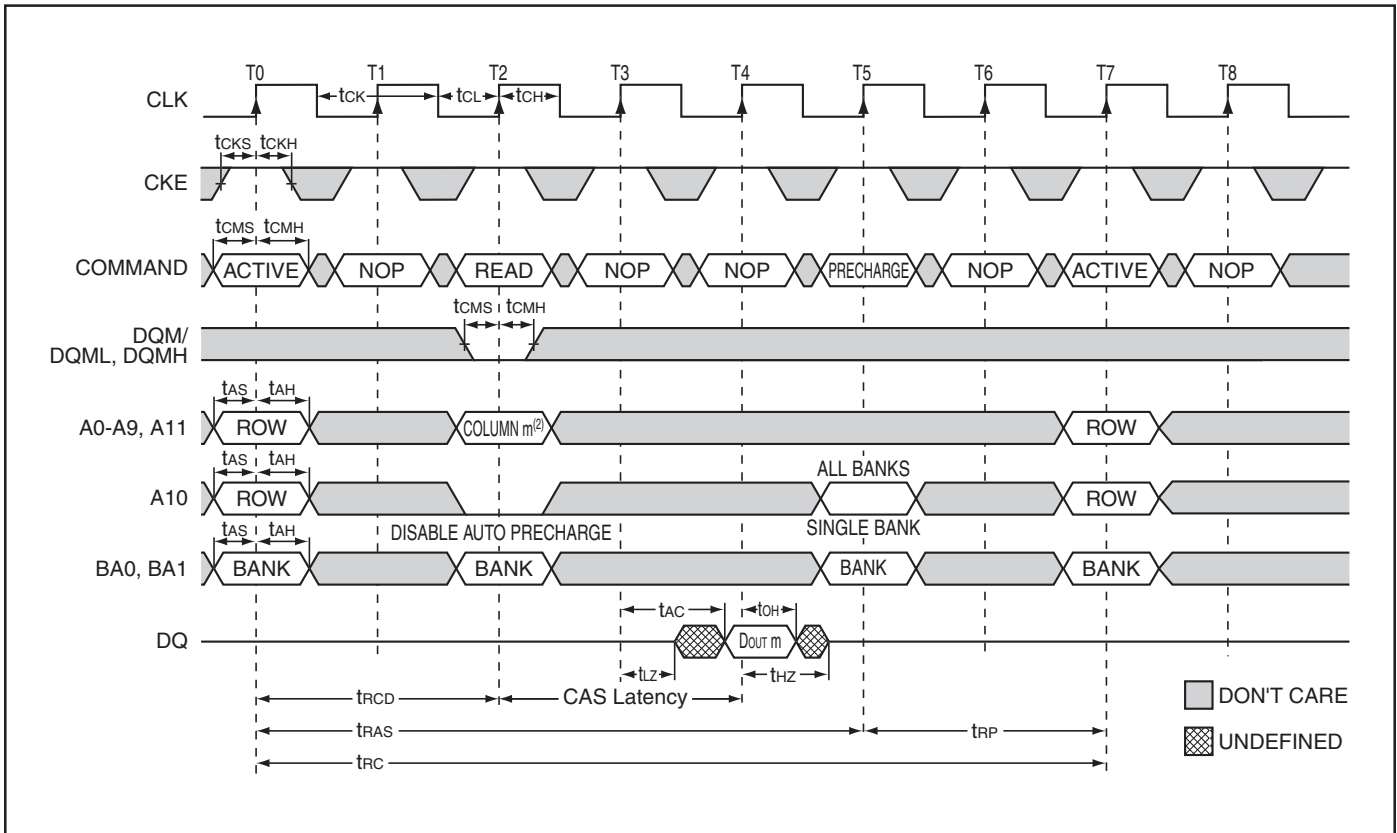 T0 T1 T2 T3 T4 T5 T6 T7 T8
CLK
tCK tCL tCH
tCKS tCKH
CKE
tCMS tCMH
COMMAND
ACTIVE NOP READ NOP NOP PRECHARGE NOP ACTIVE NOP
tCMS tCMH
DQM/
DQML, DQMH
tAS tAH
A0-A9, A11
ROW COLUMN m(2) ROW
tAS tAH
ALL BANKS
A10
ROW ROW
DISABLE AUTO PRECHARGE
SINGLE BANK
tAS tAH
BA0, BA1
BANK BANK BANK BANK
tAC tOH
DQ
DOUT m
tLZ tHZ
tRCD CAS Latency
DON'T CARE
tRAS tRP
UNDEFINED
tRC